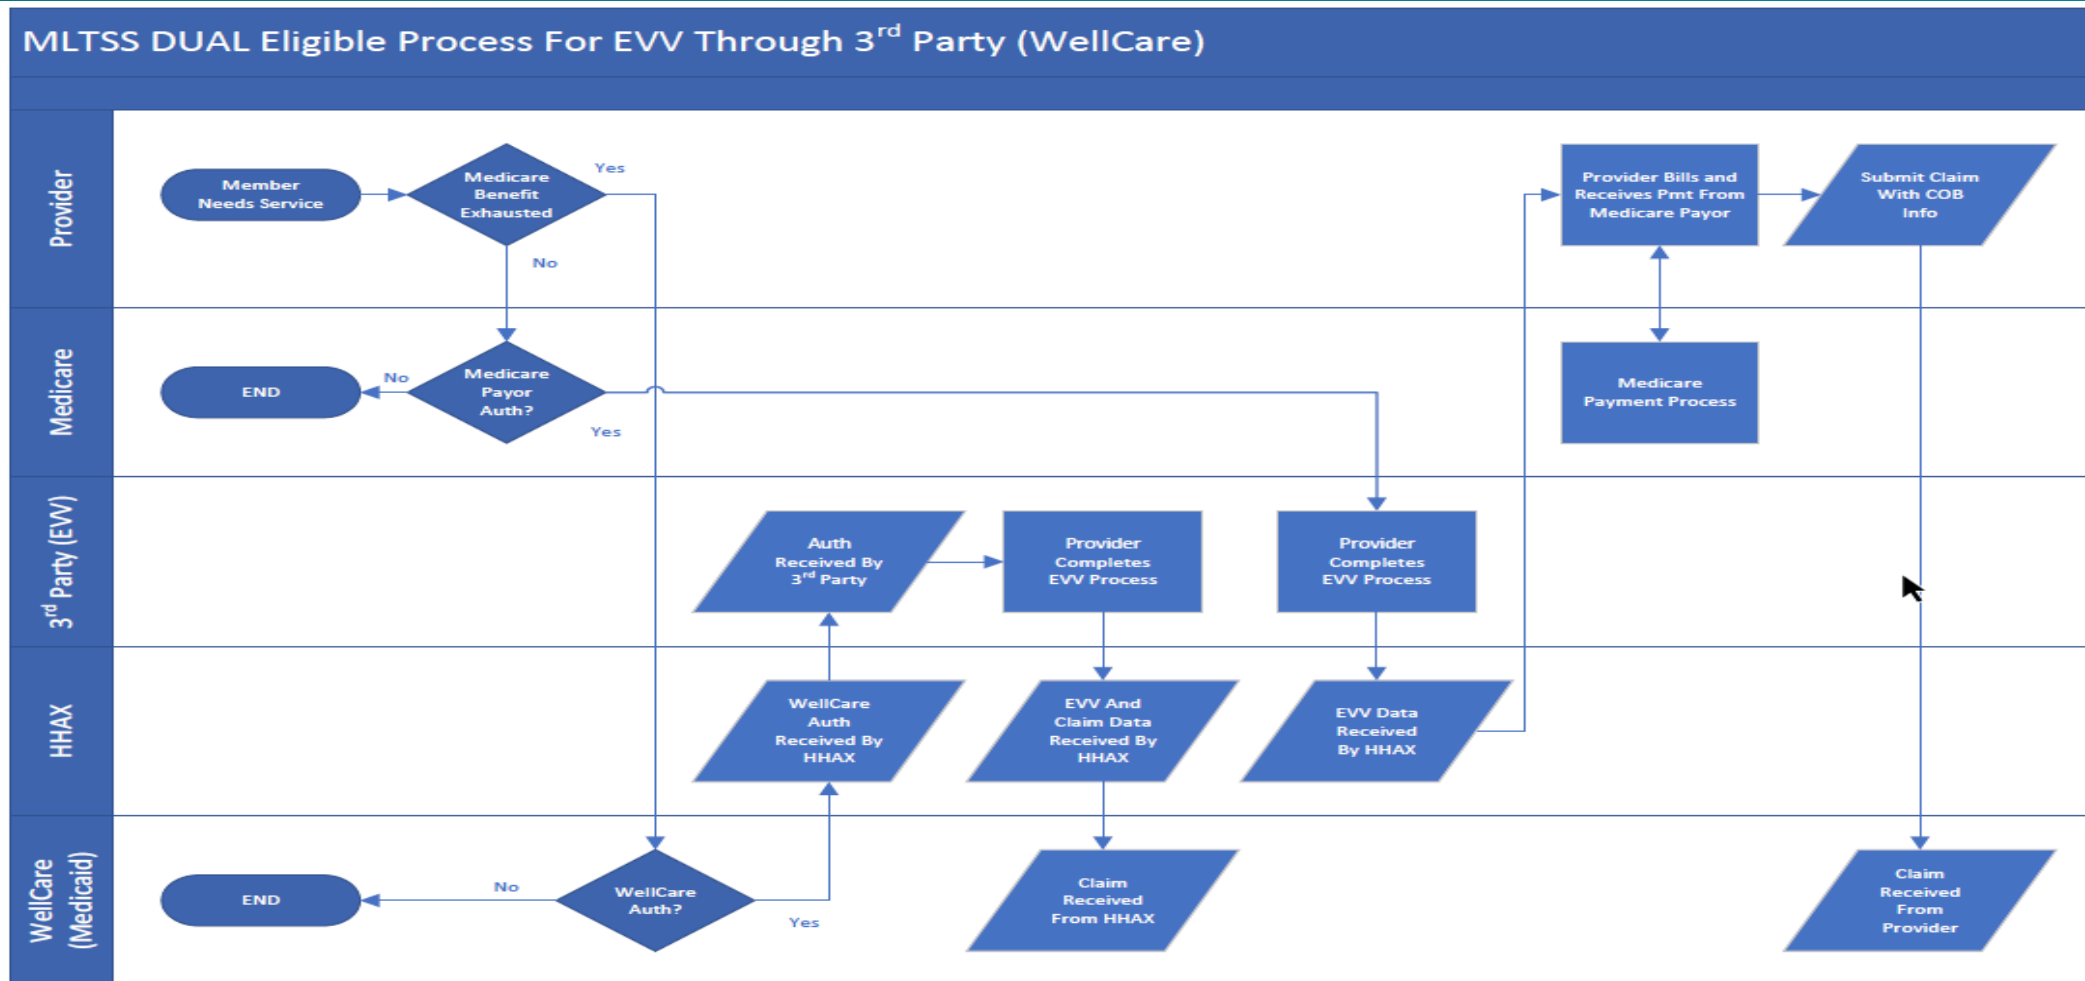 MLTSS DUAL Eligible Process For EVV Through 3rd Party (WellCare)
Provider
Member
Needs Service
Medicare
Benefit
Exhausted
Yes
No
Provider Bills and
Receives Pmt From
Medicare Payor
Submit Claim
With COB
Info
Medicare
END
No
Medicare
Payor
Auth?
Yes
Medicare
Payment Process
3rd Party (EVV)
Auth
Received By
3rd Party
Provider
Completes
EVV Process
Provider
Completes
EVV Process
HHAX
WellCare
Auth
Received By
HHAX
EVV And
Claim Data
Received By
HHAX
EVV Data
Received
By HHAX
WellCare
(Medicaid)
END
No
WellCare
Auth?
Yes
Claim
Received
From HHAX
Claim
Received
From
Provider